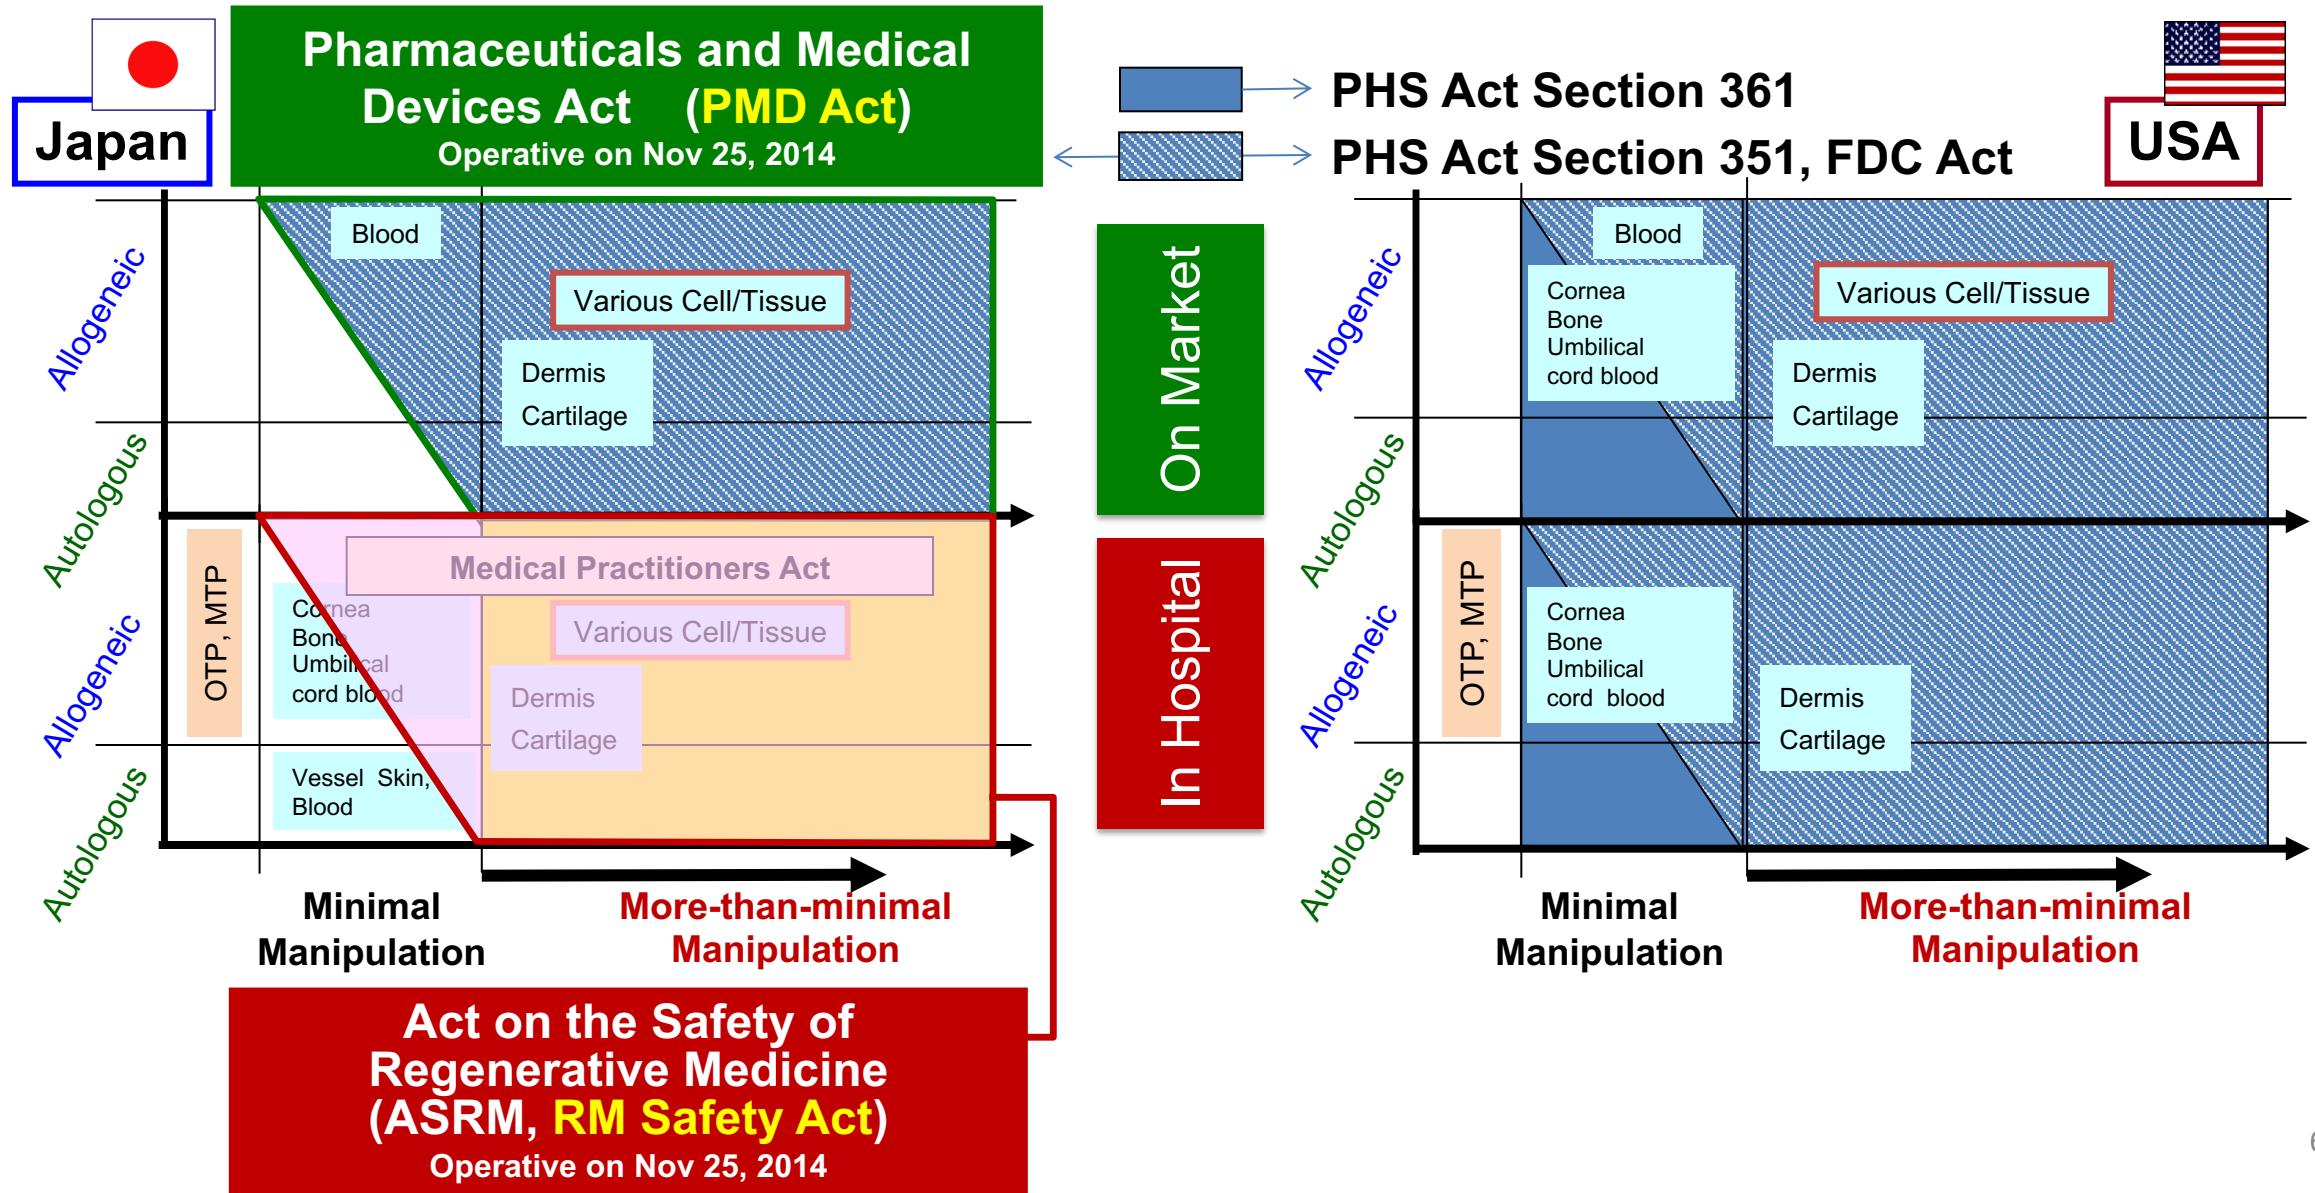 Japan
Pharmaceuticals and Medical
Devices Act (PMD Act)
Operative on Nov 25, 2014
PHS Act Section 361
PHS Act Section 351, FDC Act
USA
Allogeneic
Autologous
Blood
Various Cell/Tissue
Dermis
Cartilage
On Market
Allogeneic
Autologous
Blood
Cornea
Bone
Umbilical
cord blood
Various Cell/Tissue
Dermis
Cartilage
Allogeneic
Autologous
OTP, MTP
Medical Practitioners Act
Cornea
Bone
Umbilical
cord blood
Various Cell/Tissue
Dermis
Cartilage
Vessel Skin,
Blood
In Hospital
Allogeneic
Autologous
OTP, MTP
Cornea
Bone
Umbilical
cord blood
Dermis
Cartilage
Minimal
Manipulation
More-than-minimal
Manipulation
Minimal
Manipulation
More-than-minimal
Manipulation
Act on the Safety of
Regenerative Medicine
(ASRM, RM Safety Act)
Operative on Nov 25, 2014